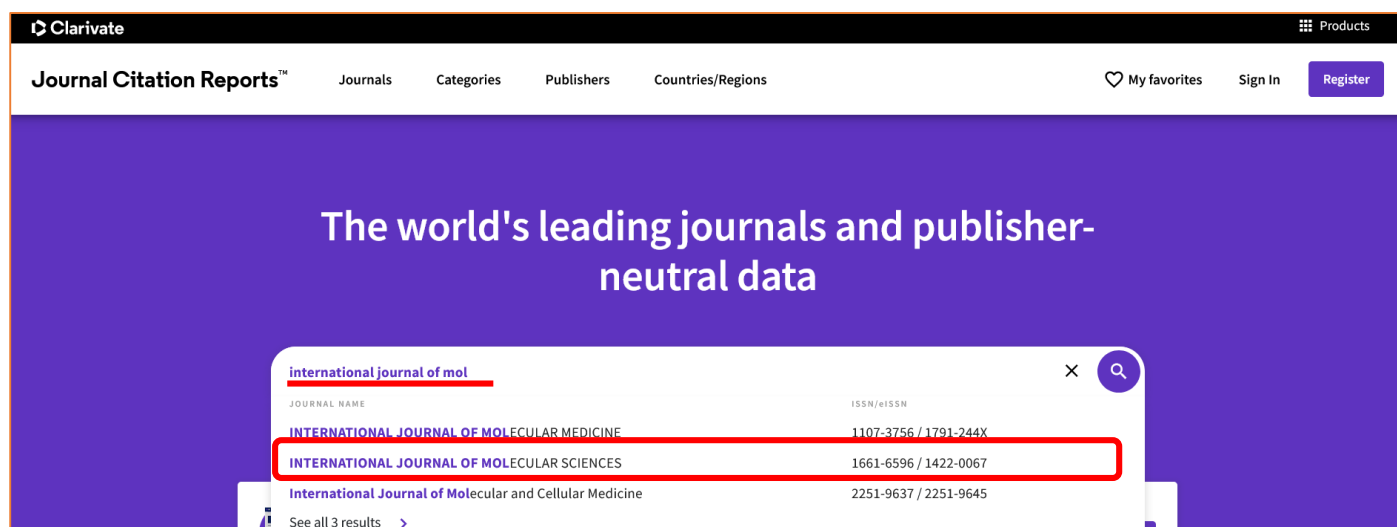 Clarivate
Products
Journal Citation Reports™ Journals Categories Publishers Countries/Regions My favorites Sign In Register
The world's leading journals and publisher-
neutral data
international journal of mol
JOURNAL NAME ISSN/eISSN
INTERNATIONAL JOURNAL OF MOLECULAR MEDICINE 1107-3756 / 1791-244X
INTERNATIONAL JOURNAL OF MOLECULAR SCIENCES 1661-6596 / 1422-0067
International Journal of Molecular and Cellular Medicine 2251-9637 / 2251-9645
See all 3 results